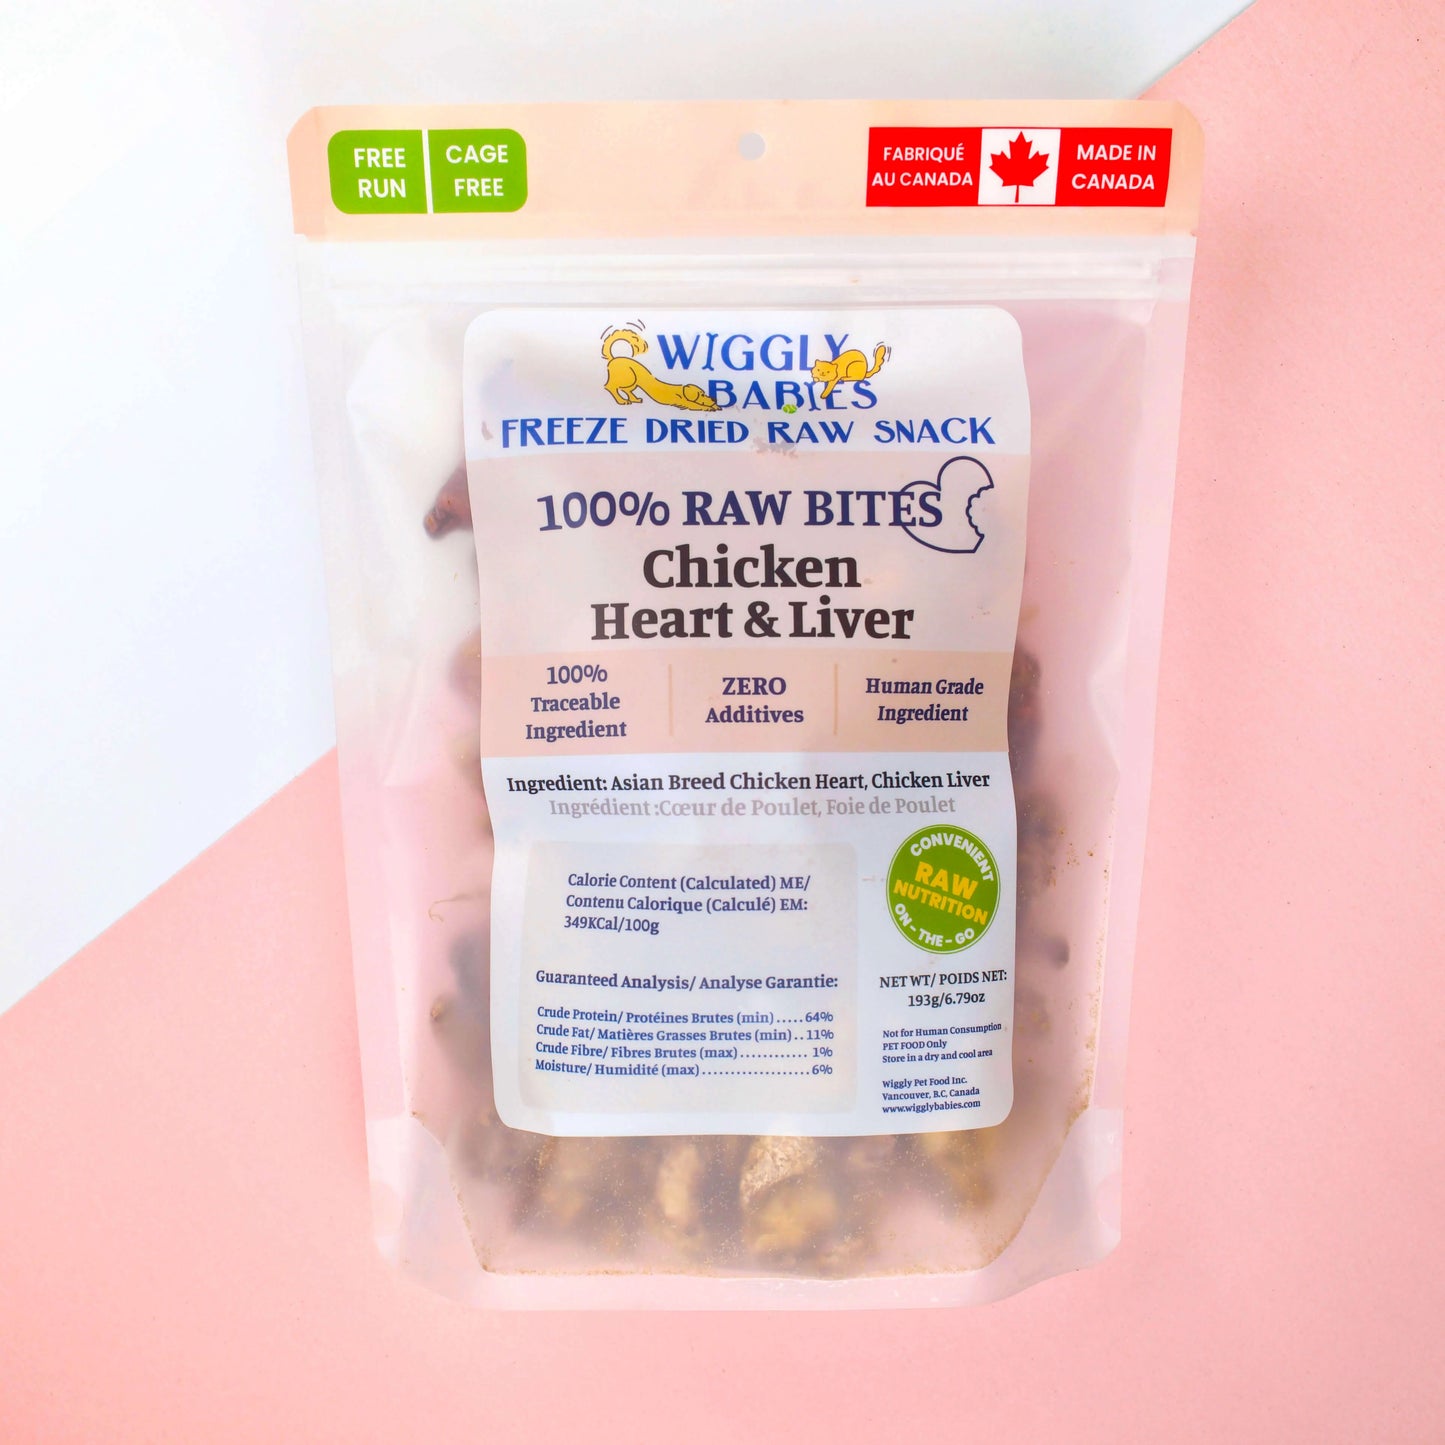 FREE RUN
CAGE FREE
FABRIQUÉ AU CANADA
MADE IN CANADA
WIGGLY
BABIES
FREEZE DRIED RAW SNACK
100% RAW BITES
Chicken
Heart & Liver
100%
Traceable
Ingredient
ZERO
Additives
Human Grade
Ingredient
Ingredient: Asian Breed Chicken Heart, Chicken Liver
Ingrédient :Cœur de Poulet, Foie de Poulet
Calorie Content (Calculated) ME/
Contenu Calorique (Calculé) EM:
349KCal/100g
CONVENIENT
RAW
NUTRITION
ON-THE-GO
Guaranteed Analysis/ Analyse Garantie:
Crude Protein/ Protéines Brutes (min).....64%
Crude Fat/ Matières Grasses Brutes (min)..11%
Crude Fibre/ Fibres Brutes (max)............ 1%
Moisture/ Humidité (max)...................6%
NET WT/ POIDS NET:
193g/6.79oz
Not for Human Consumption
PET FOOD Only
Store in a dry and cool area
Wiggly Pet Food Inc.
Vancouver, B.C, Canada
www.wigglybabies.com